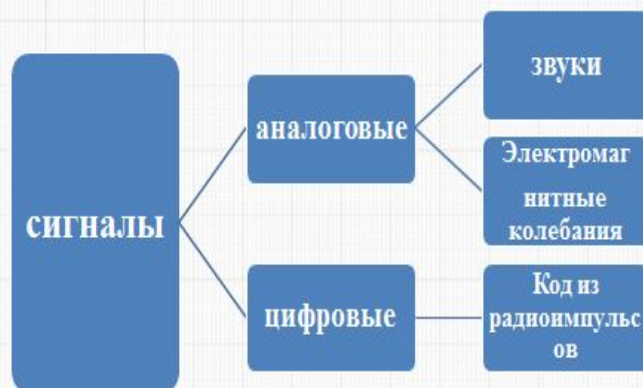 сигналы
аналоговые
цифровые
звуки
Электромаг
нитные
колебания
Код из
радиоимпульс
ов